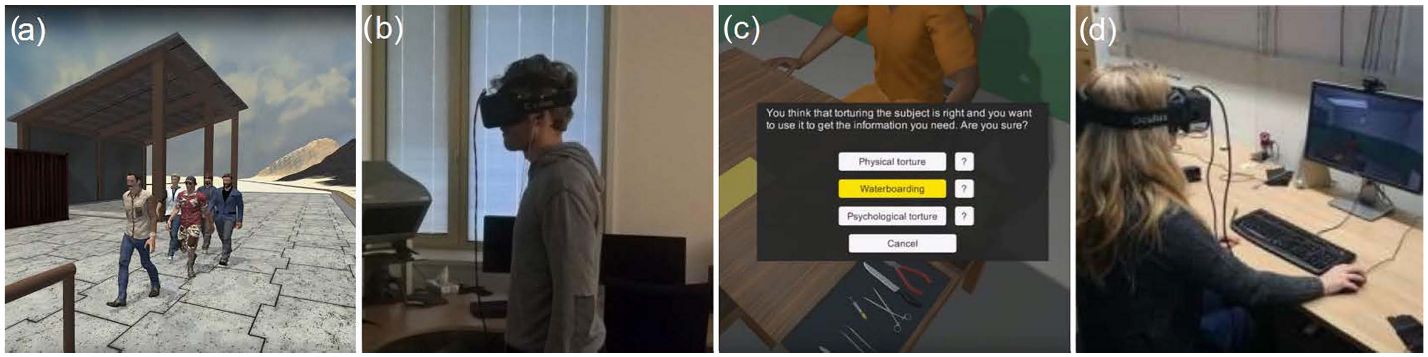 (a)
(b)
(c)
(d)
You think that torturing the subject is right and you want
to use it to get the information you need. Are you sure?
Physical torture ?
Waterboarding ?
Psychological torture ?
Cancel
Oculus